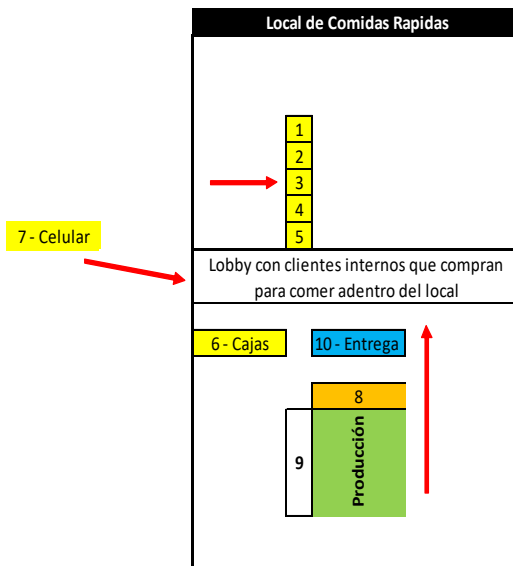 Local de Comidas Rapidas
1
2
3
4
5
7 - Celular
Lobby con clientes internos que compran
para comer adentro del local
6 - Cajas
10 - Entrega
8
9
Producción